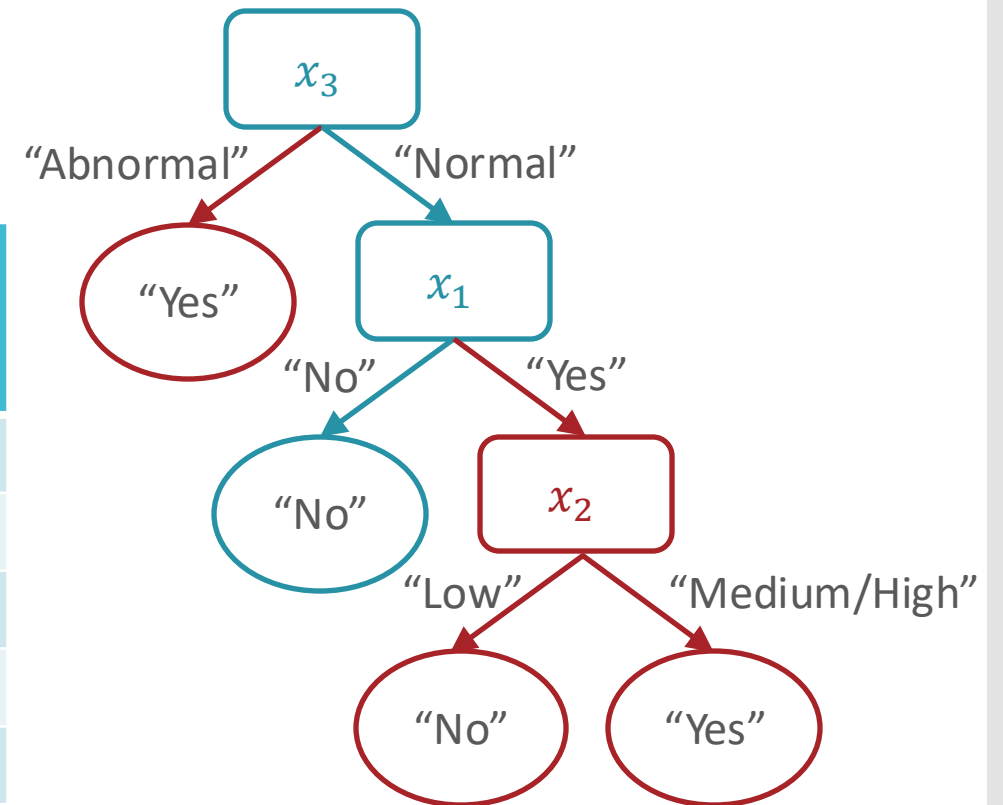 x₃
“Abnormal” “Normal”
“Yes” x₁
“No” “Yes”
“No” x₂
“Low” “Medium/High”
“No” “Yes”